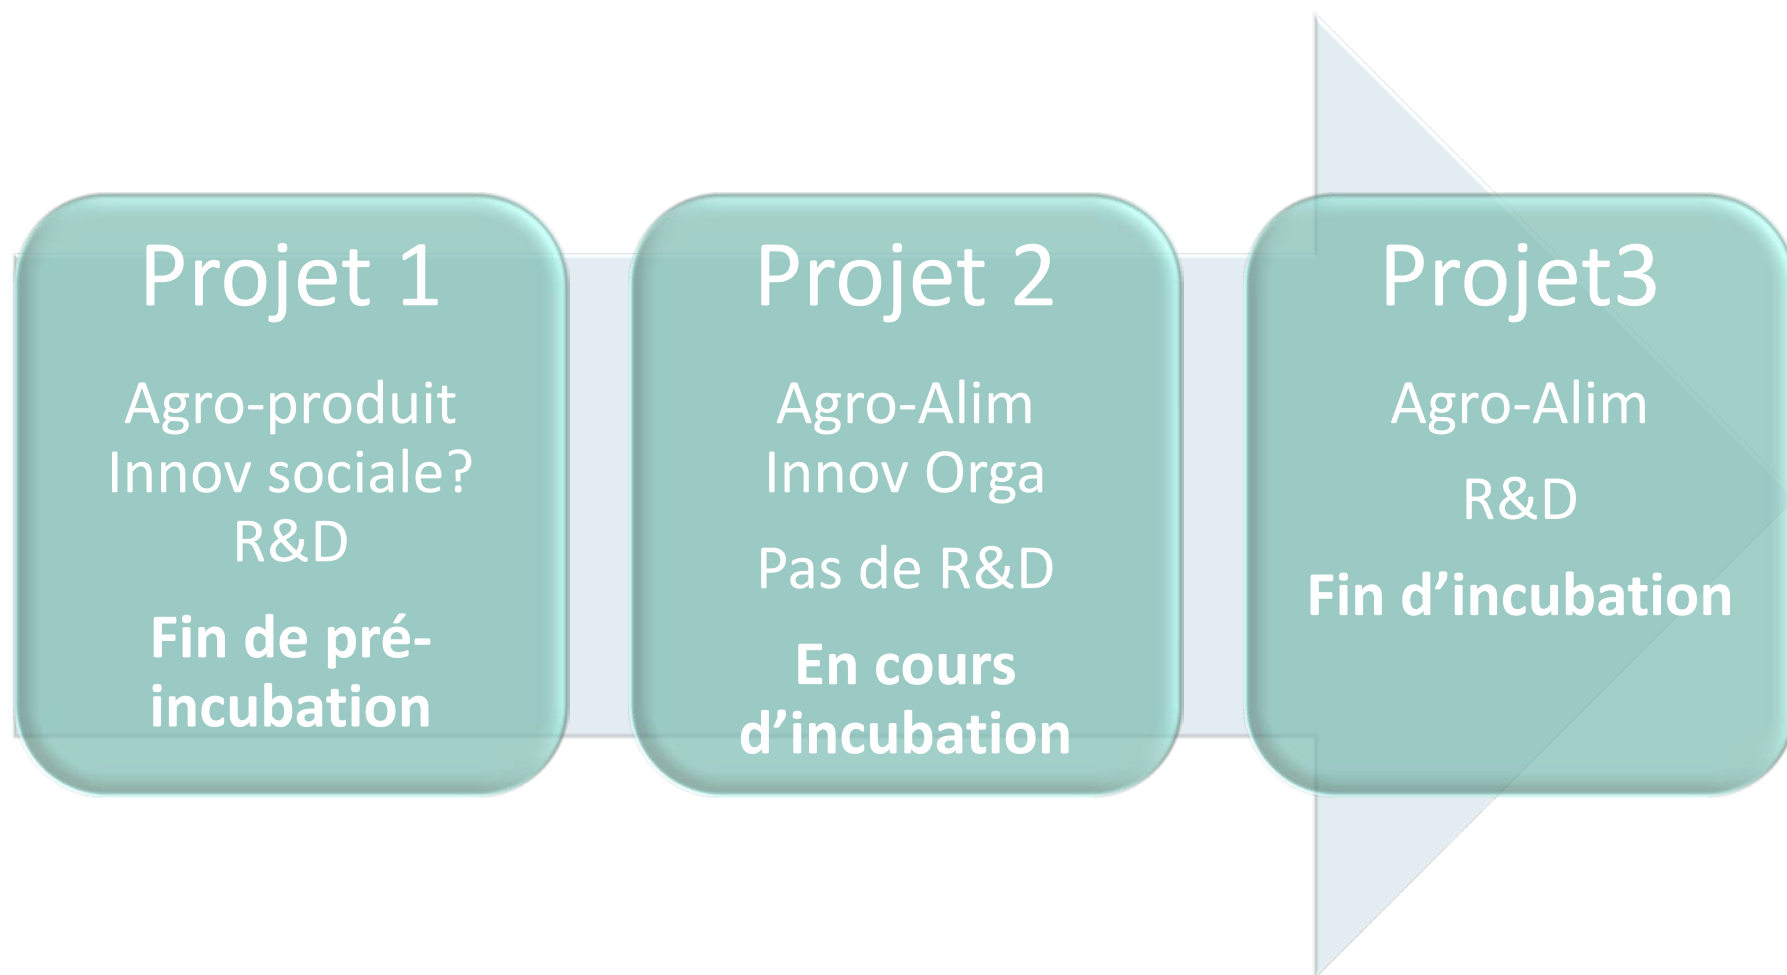 Projet 1
Agro-produit
Innov sociale?
R&D
Fin de pré-
incubation
Projet 2
Agro-Alim
Innov Orga
Pas de R&D
En cours
d’incubation
Projet3
Agro-Alim
R&D
Fin d’incubation